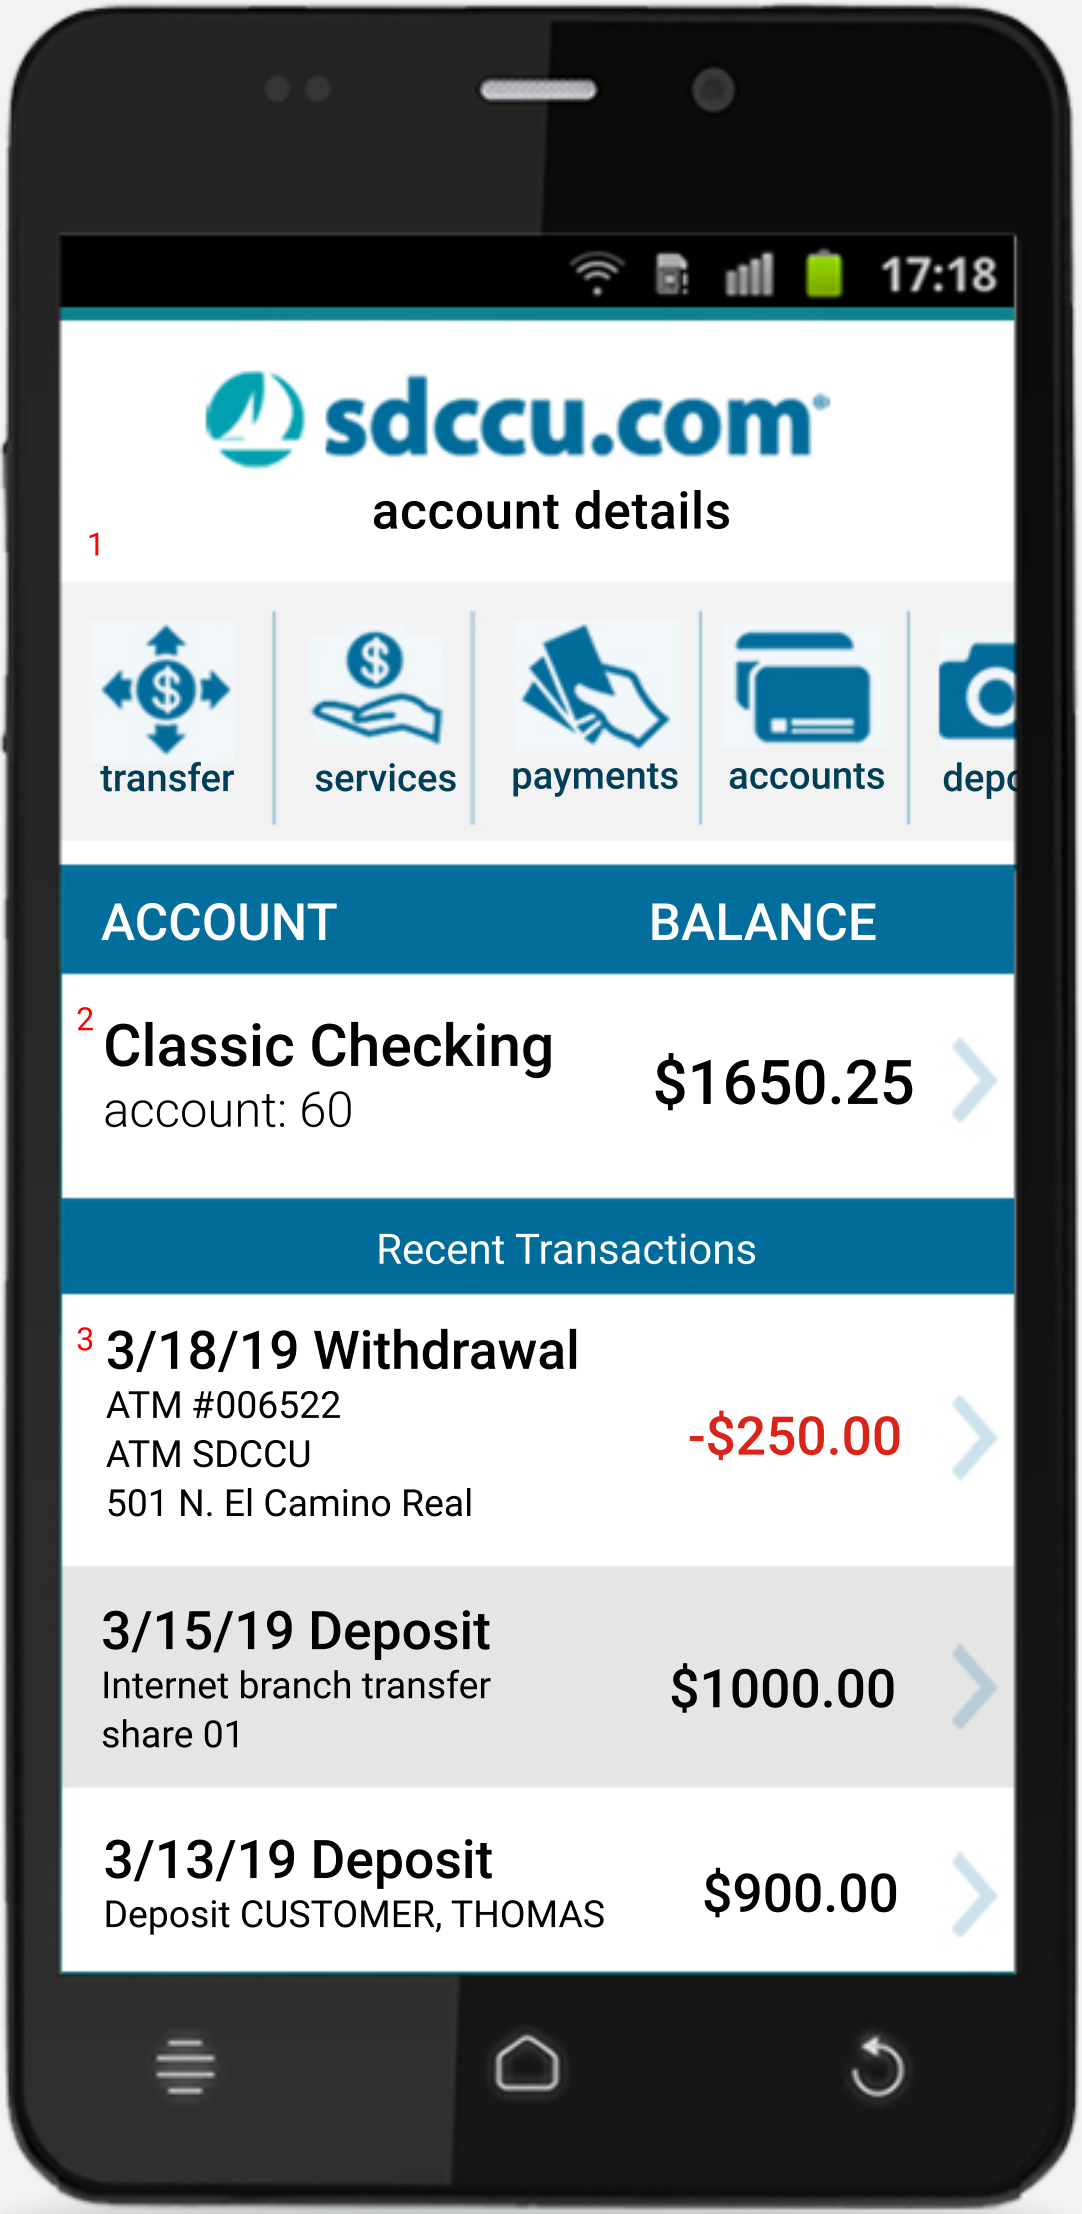 17:18
sdccu.com®
account details
1
transfer
services
payments
accounts
depo
ACCOUNT BALANCE
2
Classic Checking
account: 60
$1650.25
Recent Transactions
3
3/18/19 Withdrawal
ATM #006522
ATM SDCCU
501 N. El Camino Real
-$250.00
3/15/19 Deposit
Internet branch transfer
share 01
$1000.00
3/13/19 Deposit
Deposit CUSTOMER, THOMAS
$900.00